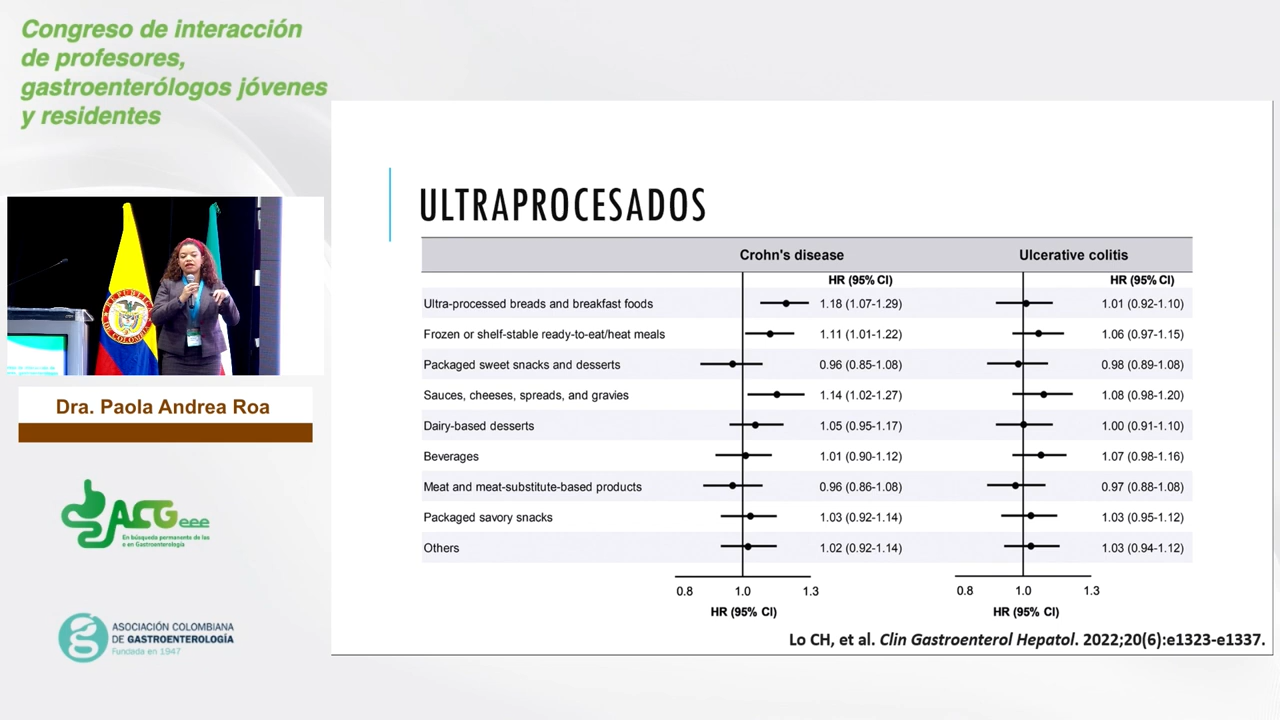 Congreso de interacción
de profesores,
gastroenterólogos jóvenes
y residentes
REPÚBLICA
DE COLOMBIA
Dra. Paola Andrea Roa
ACGeee
En búsqueda permanente de las
e en Gastroenterología
ASOCIACIÓN COLOMBIANA
DE GASTROENTEROLOGÍA
Fundada en 1947
ULTRAPROCESADOS
Crohn's disease Ulcerative colitis
HR (95% CI) HR (95% CI)
Ultra-processed breads and breakfast foods 1.18 (1.07-1.29) 1.01 (0.92-1.10)
Frozen or shelf-stable ready-to-eat/heat meals 1.11 (1.01-1.22) 1.06 (0.97-1.15)
Packaged sweet snacks and desserts 0.96 (0.85-1.08) 0.98 (0.89-1.08)
Sauces, cheeses, spreads, and gravies 1.14 (1.02-1.27) 1.08 (0.98-1.20)
Dairy-based desserts 1.05 (0.95-1.17) 1.00 (0.91-1.10)
Beverages 1.01 (0.90-1.12) 1.07 (0.98-1.16)
Meat and meat-substitute-based products 0.96 (0.86-1.08) 0.97 (0.88-1.08)
Packaged savory snacks 1.03 (0.92-1.14) 1.03 (0.95-1.12)
Others 1.02 (0.92-1.14) 1.03 (0.94-1.12)
0.8 1.0 1.3 0.8 1.0 1.3
HR (95% CI) HR (95% CI)
Lo CH, et al. Clin Gastroenterol Hepatol. 2022;20(6):e1323-e1337.